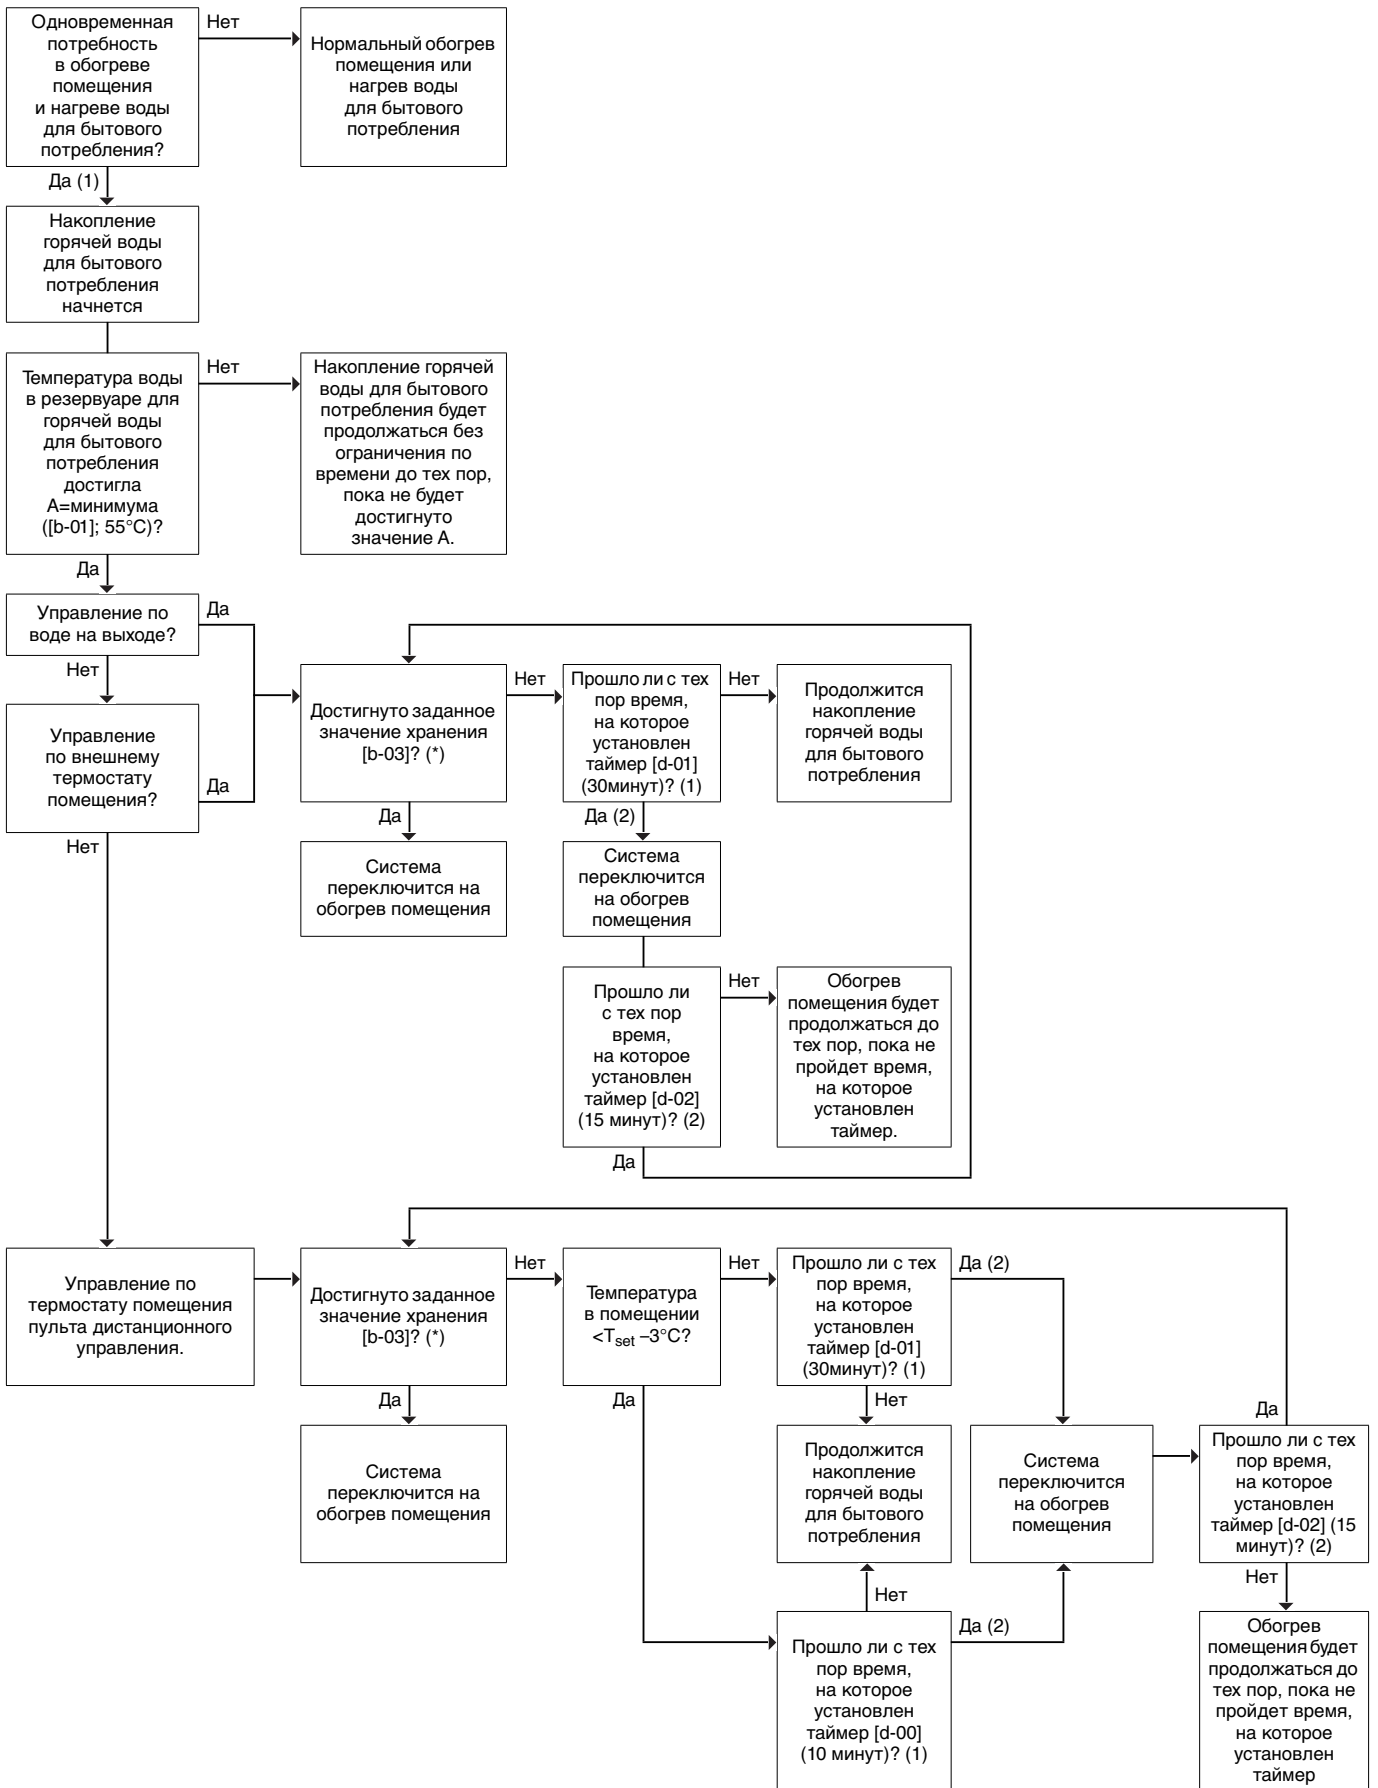 Одновременная
потребность
в обогреве
помещения
и нагреве воды
для бытового
потребления?
Нет
Нормальный обогрев
помещения или
нагрев воды
для бытового
потребления
Да (1)
Накопление
горячей воды
для бытового
потребления
начнется
Температура воды
в резервуаре для
горячей воды
для бытового
потребления
достигла
А=минимума
([b-01]; 55°C)?
Нет
Накопление горячей
воды для бытового
потребления будет
продолжаться без
ограничения по
времени до тех пор,
пока не будет
достигнуто
значение А.
Да
Управление по
воде на выходе?
Да
Нет
Управление
по внешнему
термостату
помещения?
Да
Нет
Достигнуто заданное
значение хранения
[b-03]? (*)
Нет
Прошло ли с тех
пор время,
на которое
установлен
таймер [d-01]
(30минут)? (1)
Нет
Продолжится
накопление
горячей воды
для бытового
потребления
Да
Система
переключится на
обогрев помещения
Да (2)
Система
переключится
на обогрев
помещения
Прошло ли
с тех пор
время,
на которое
установлен
таймер [d-02]
(15 минут)? (2)
Нет
Обогрев
помещения будет
продолжаться до
тех пор, пока не
пройдет время,
на которое
установлен
таймер.
Да
Управление по
термостату помещения
пульта дистанционного
управления.
Достигнуто заданное
значение хранения
[b-03]? (*)
Нет
Температура
в помещении
<Tset –3°C?
Нет
Прошло ли с тех
пор время,
на которое
установлен
таймер [d-01]
(30минут)? (1)
Да (2)
Да
Система
переключится на
обогрев помещения
Да
Нет
Продолжится
накопление
горячей воды
для бытового
потребления
Система
переключится
на обогрев
помещения
Да
Прошло ли с тех
пор время,
на которое
установлен
таймер [d-02] (15
минут)? (2)
Нет
Прошло ли с тех
пор время,
на которое
установлен
таймер [d-00]
(10 минут)? (1)
Да (2)
Нет
Обогрев
помещения будет
продолжаться до
тех пор, пока не
пройдет время,
на которое
установлен
таймер